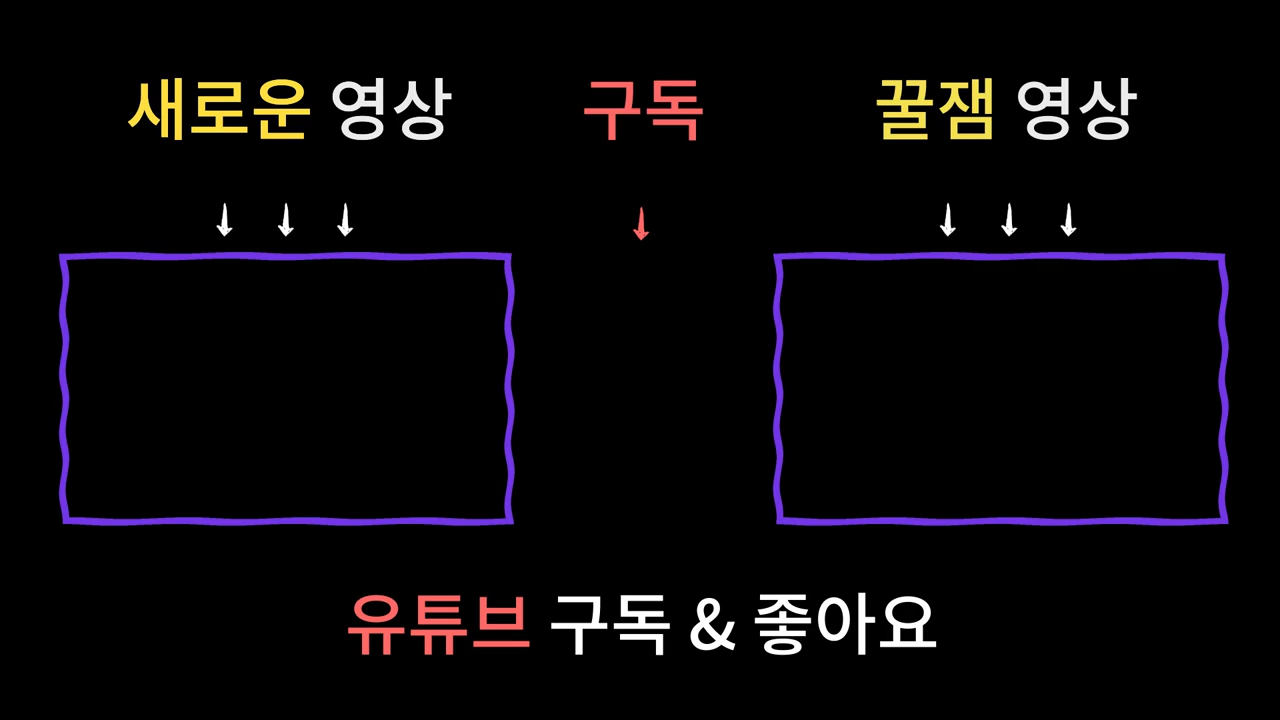 새로운 영상
구독
꿀잼 영상
유튜브 구독 & 좋아요